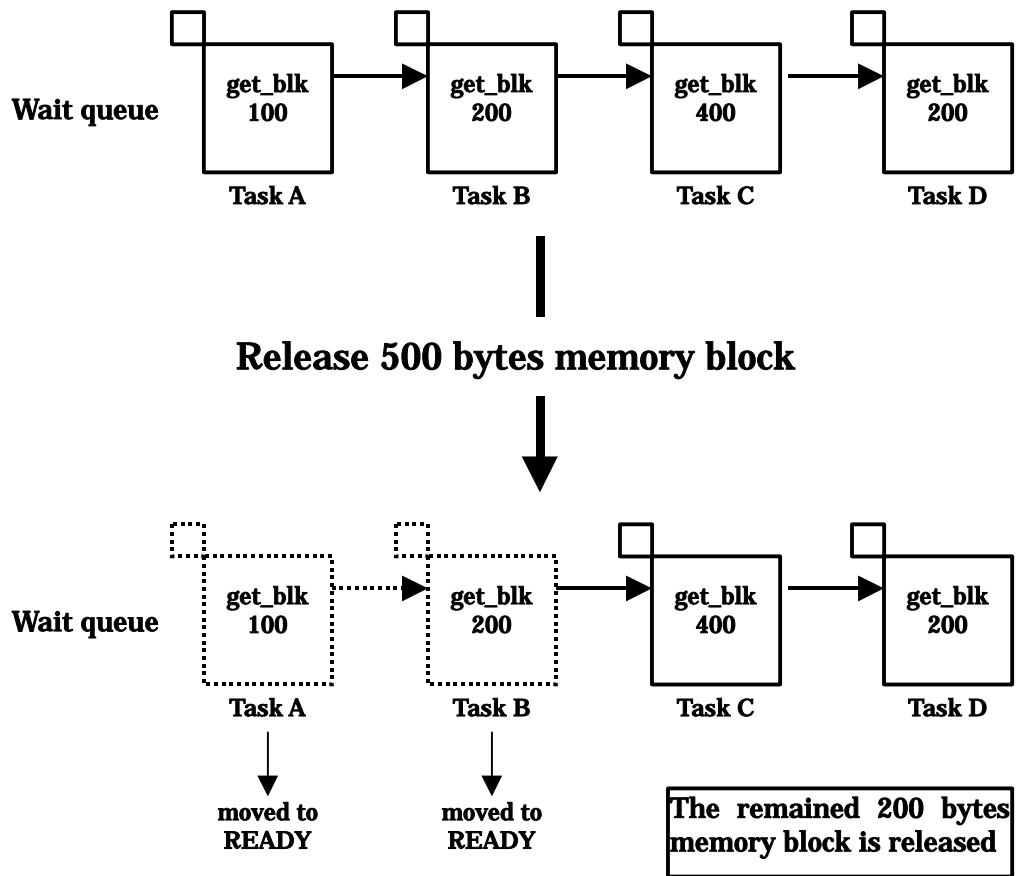 get_blk get_blk get_blk get_blk
Wait queue 100 200 400 200
Task A Task B Task C Task D
Release 500 bytes memory block
get_blk get_blk get_blk get_blk
Wait queue 100 200 400 200
Task A Task B Task C Task D
moved to moved to
READY READY
The remained 200 bytes
memory block is released